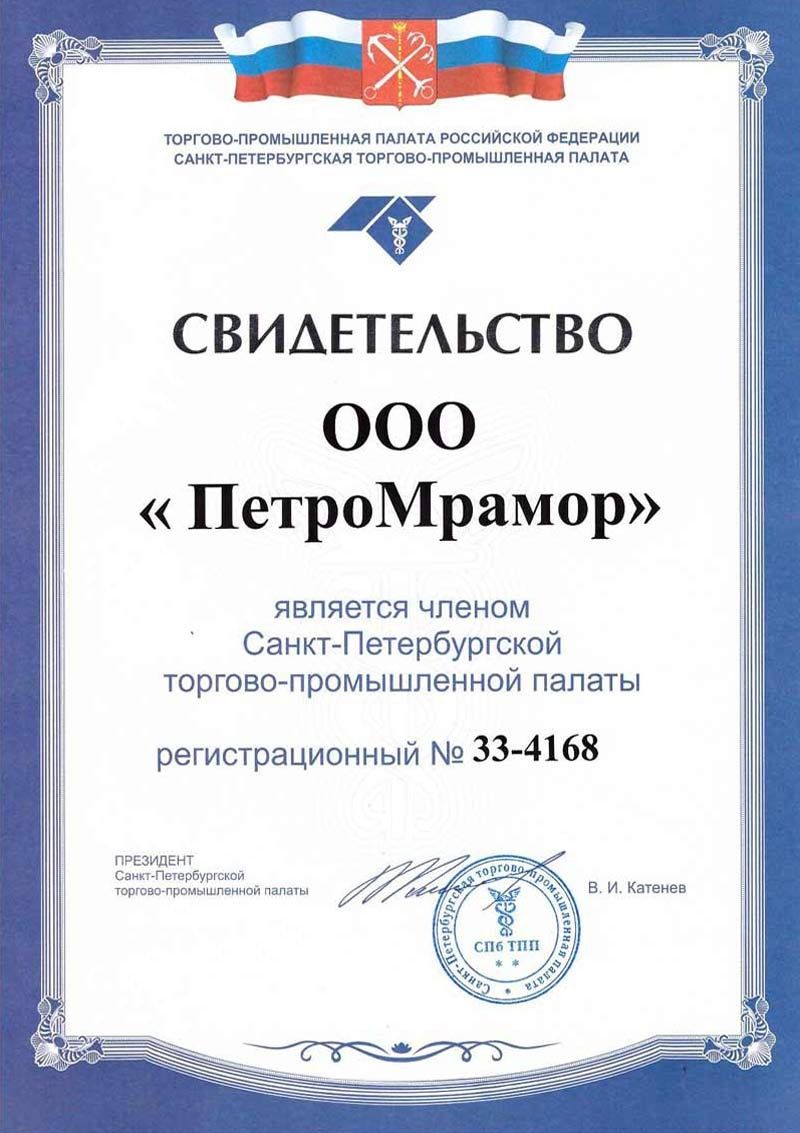 ТОРГОВО-ПРОМЫШЛЕННАЯ ПАЛАТА РОССИЙСКОЙ ФЕДЕРАЦИИ
САНКТ-ПЕТЕРБУРГСКАЯ ТОРГОВО-ПРОМЫШЛЕННАЯ ПАЛАТА
СВИДЕТЕЛЬСТВО
ООО
« ПетроМрамор»
является членом
Санкт-Петербургской
торгово-промышленной палаты
регистрационный № 33-4168
ПРЕЗИДЕНТ
Санкт-Петербургской
торгово-промышленной палаты
В. И. Катенев
Санкт-Петербургская торгово-промышленная палата
СПб ТПП
* *